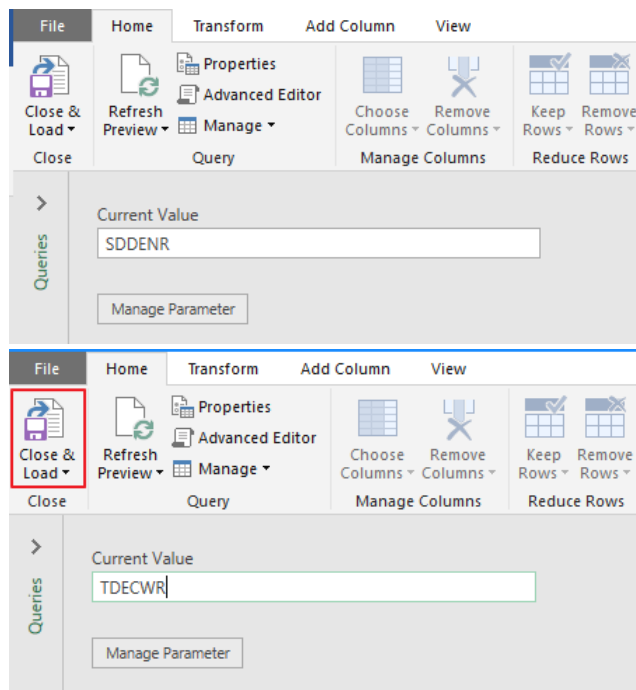 File Home Transform Add Column View
Properties
Advanced Editor
Close & Load Refresh Preview Manage Choose Columns Remove Columns Keep Rows Remove Rows
Close Query Manage Columns Reduce Rows
Queries
Current Value
SDDENR
Manage Parameter
File Home Transform Add Column View
Properties
Advanced Editor
Close & Load Refresh Preview Manage Choose Columns Remove Columns Keep Rows Remove Rows
Close Query Manage Columns Reduce Rows
Queries
Current Value
TDECWR
Manage Parameter